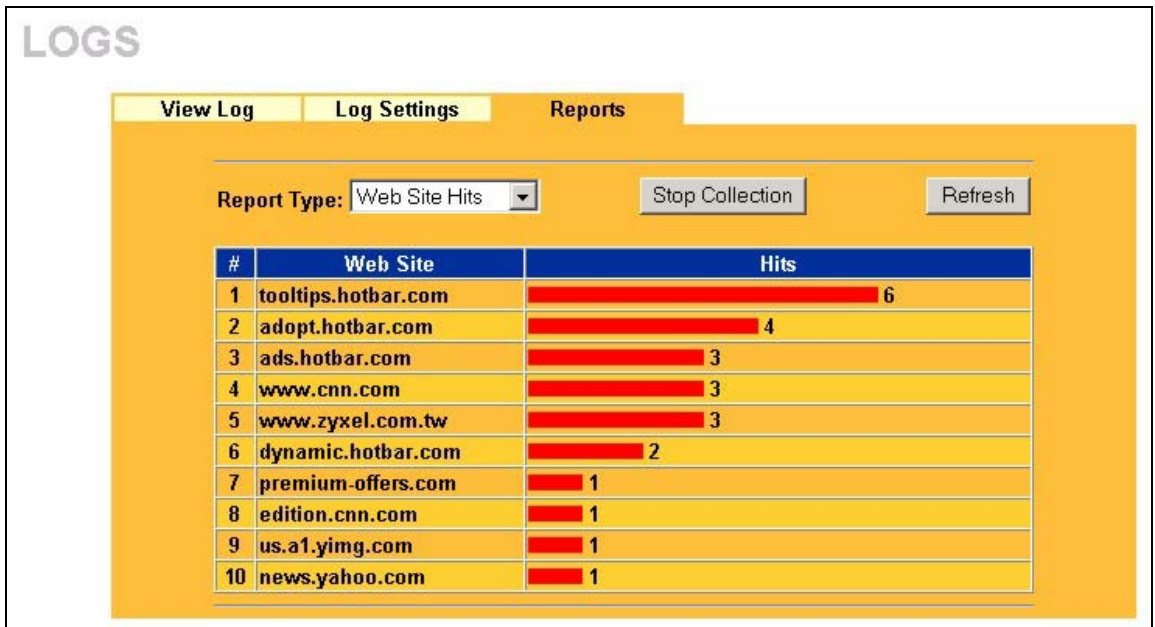 LOGS
View Log Log Settings Reports
Report Type: Web Site Hits Stop Collection Refresh
# Web Site Hits
1 tooltips.hotbar.com 6
2 adopt.hotbar.com 4
3 ads.hotbar.com 3
4 www.cnn.com 3
5 www.zyxel.com.tw 3
6 dynamic.hotbar.com 2
7 premium-offers.com 1
8 edition.cnn.com 1
9 us.a1.yimg.com 1
10 news.yahoo.com 1